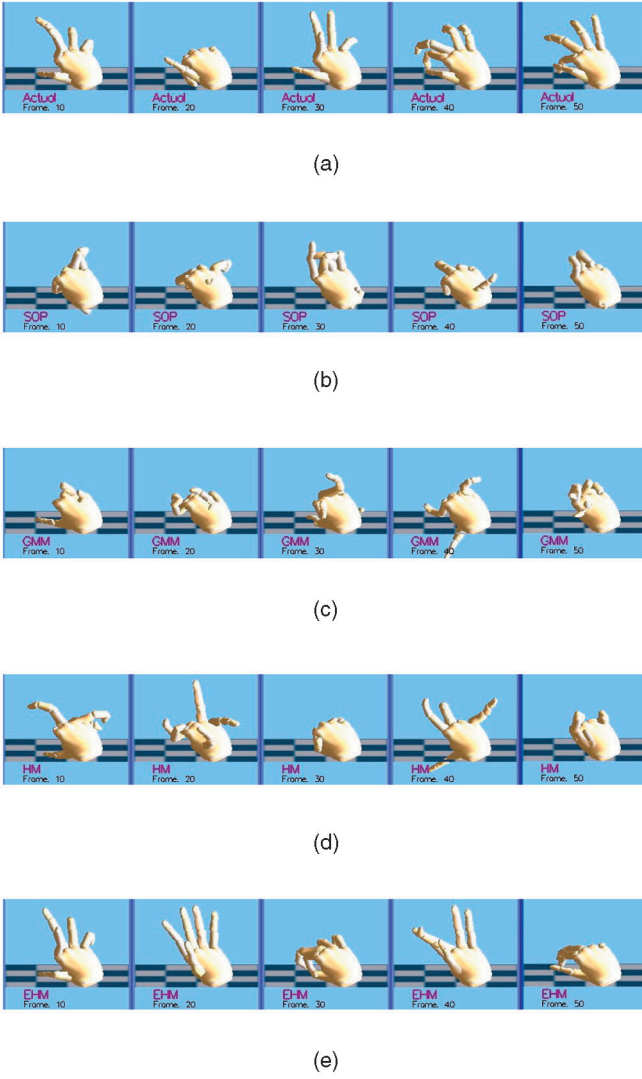 Actual Actual Actual Actual Actual
Frame. 10 Frame. 20 Frame. 30 Frame. 40 Frame. 50
(a)
SOP SOP SOP SOP SOP
Frame. 10 Frame. 20 Frame. 30 Frame. 40 Frame. 50
(b)
GMM GMM GMM GMM GMM
Frame. 10 Frame. 20 Frame. 30 Frame. 40 Frame. 50
(c)
HM HM HM HM HM
Frame. 10 Frame. 20 Frame. 30 Frame. 40 Frame. 50
(d)
EHM EHM EHM EHM EHM
Frame. 10 Frame. 20 Frame. 30 Frame. 40 Frame. 50
(e)